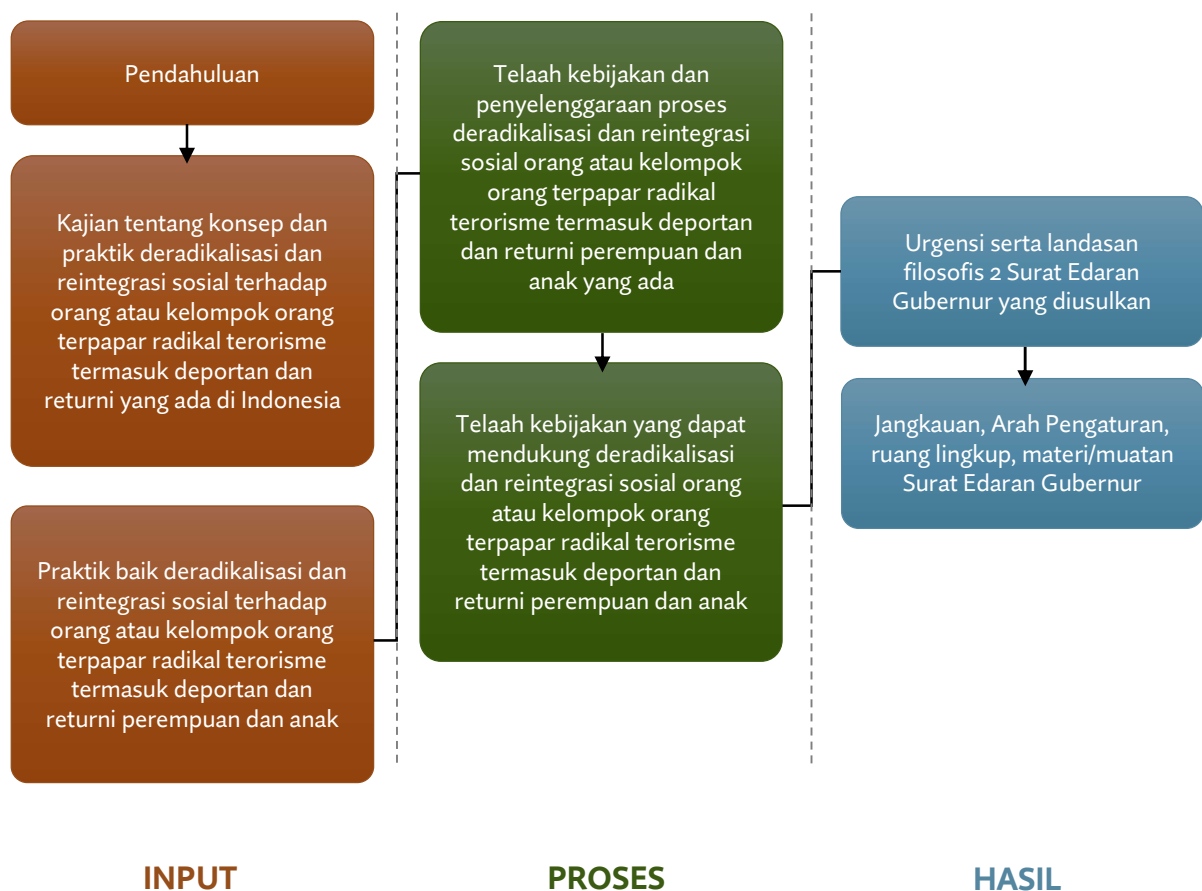 Pendahuluan
Kajian tentang konsep dan
praktik deradikalisasi dan
reintegrasi sosial terhadap
orang atau kelompok orang
terpapar radikal terorisme
termasuk deportan dan
returni yang ada di Indonesia
Praktik baik deradikalisasi dan
reintegrasi sosial terhadap
orang atau kelompok orang
terpapar radikal terorisme
termasuk deportan dan
returni perempuan dan anak
Telaah kebijakan dan
penyelenggaraan proses
deradikalisasi dan reintegrasi
sosial orang atau kelompok
orang terpapar radikal
terorisme termasuk deportan
dan returni perempuan dan
anak yang ada
Telaah kebijakan yang dapat
mendukung deradikalisasi
dan reintegrasi sosial orang
atau kelompok orang
terpapar radikal terorisme
termasuk deportan dan
returni perempuan dan anak
Urgensi serta landasan
filosofis 2 Surat Edaran
Gubernur yang diusulkan
Jangkauan, Arah Pengaturan,
ruang lingkup, materi/muatan
Surat Edaran Gubernur
INPUT
PROSES
HASIL